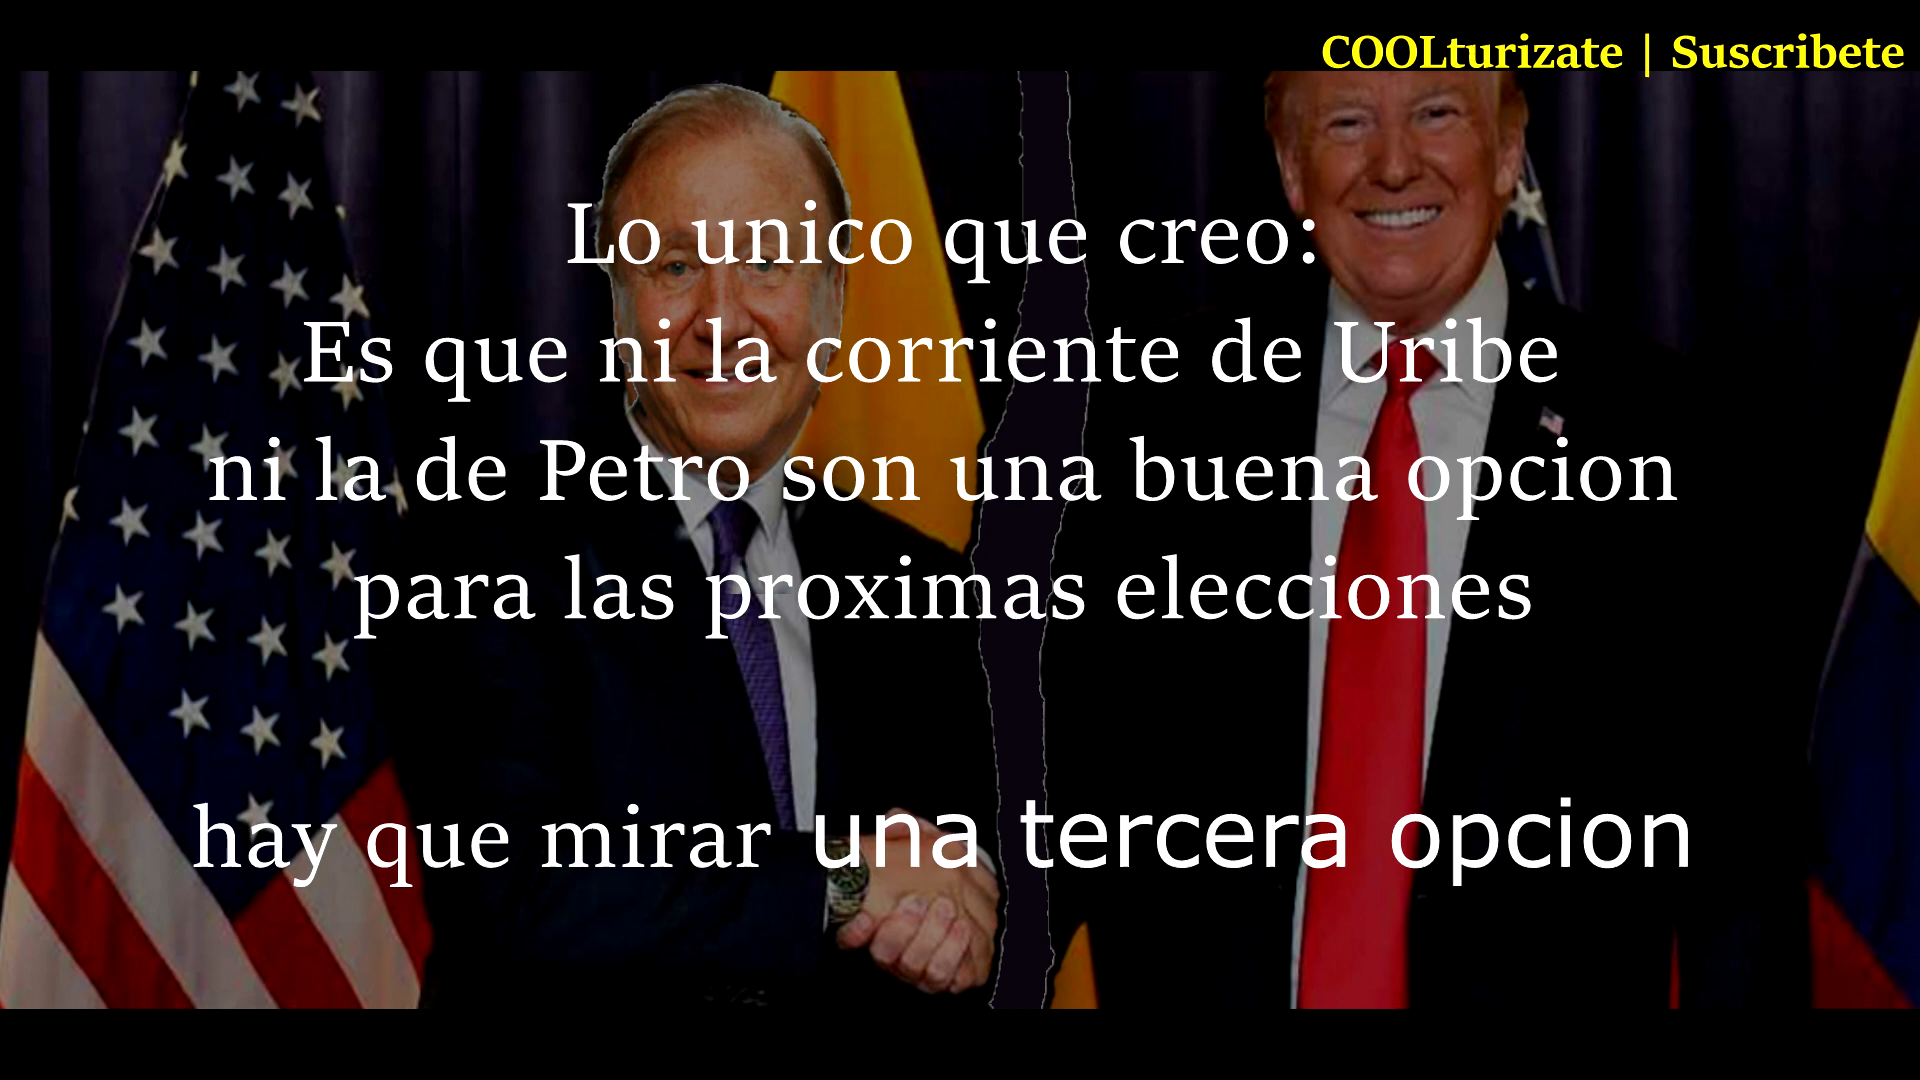 COOLturizate | Suscribete
Lo unico que creo:
Es que ni la corriente de Uribe
ni la de Petro son una buena opcion
para las proximas elecciones
hay que mirar una tercera opcion